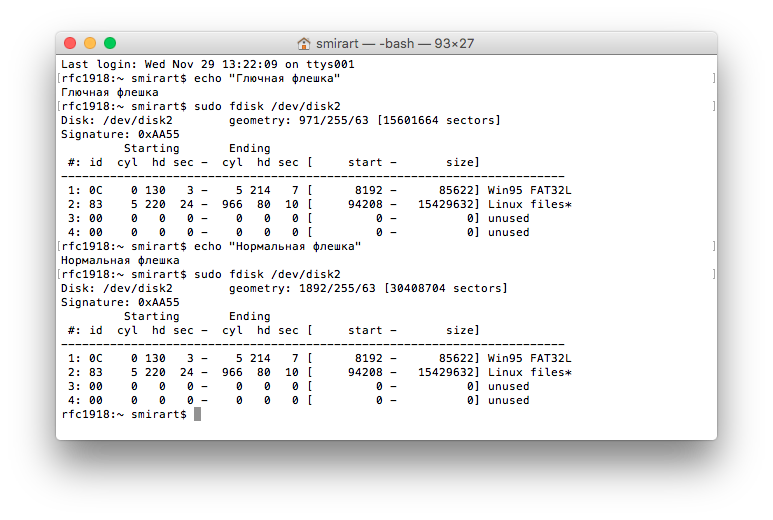 smirart — -bash — 93×27
Last login: Wed Nov 29 13:22:09 on ttys001
[rfc1918:~ smirart$ echo "Глючная флешка" ]
Глючная флешка
[rfc1918:~ smirart$ sudo fdisk /dev/disk2 ]
Disk: /dev/disk2        geometry: 971/255/63 [15601664 sectors]
Signature: 0xAA55
         Starting       Ending
 #: id  cyl  hd sec -  cyl  hd sec [     start -       size]
------------------------------------------------------------------------
 1: 0C    0 130   3 -    5 214   7 [      8192 -      85622] Win95 FAT32L
 2: 83    5 220  24 -  966  80  10 [     94208 -   15429632] Linux files*
 3: 00    0   0   0 -    0   0   0 [         0 -          0] unused
 4: 00    0   0   0 -    0   0   0 [         0 -          0] unused
[rfc1918:~ smirart$ echo "Нормальная флешка" ]
Нормальная флешка
[rfc1918:~ smirart$ sudo fdisk /dev/disk2 ]
Disk: /dev/disk2        geometry: 1892/255/63 [30408704 sectors]
Signature: 0xAA55
         Starting       Ending
 #: id  cyl  hd sec -  cyl  hd sec [     start -       size]
------------------------------------------------------------------------
 1: 0C    0 130   3 -    5 214   7 [      8192 -      85622] Win95 FAT32L
 2: 83    5 220  24 -  966  80  10 [     94208 -   15429632] Linux files*
 3: 00    0   0   0 -    0   0   0 [         0 -          0] unused
 4: 00    0   0   0 -    0   0   0 [         0 -          0] unused
rfc1918:~ smirart$